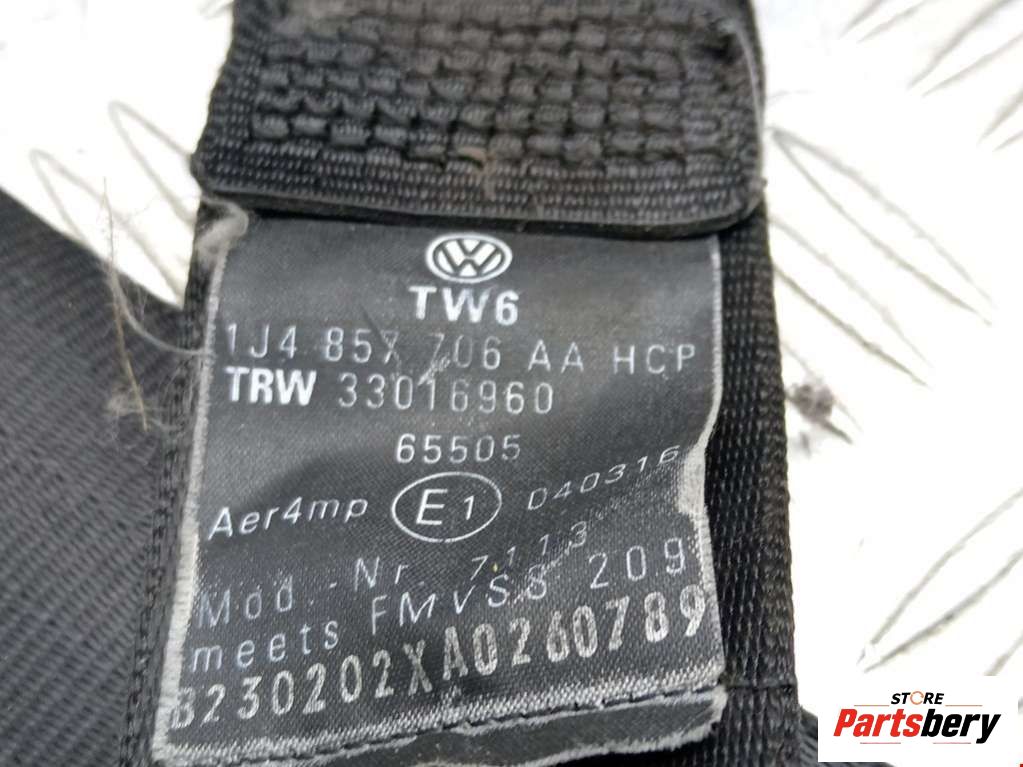 VW
TW6
1J4 857 706 AA HCP
TRW 33016960
65505
Aer4mp E1 040316
Mod.-Nr. 7113
meets FMVSS 209
B230202XA0260789
STORE
Partsbery